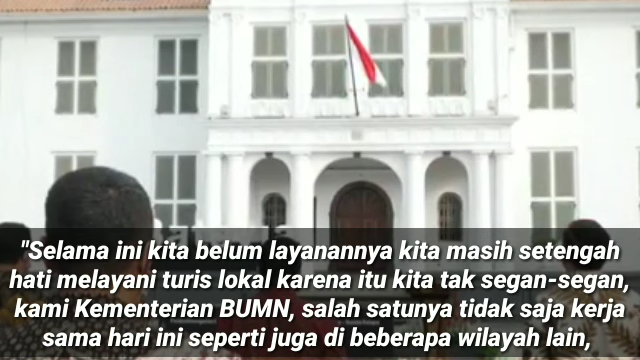 "Selama ini kita belum layanannya kita masih setengah
hati melayani turis lokal karena itu kita tak segan-segan,
kami Kementerian BUMN, salah satunya tidak saja kerja
sama hari ini seperti juga di beberapa wilayah lain,